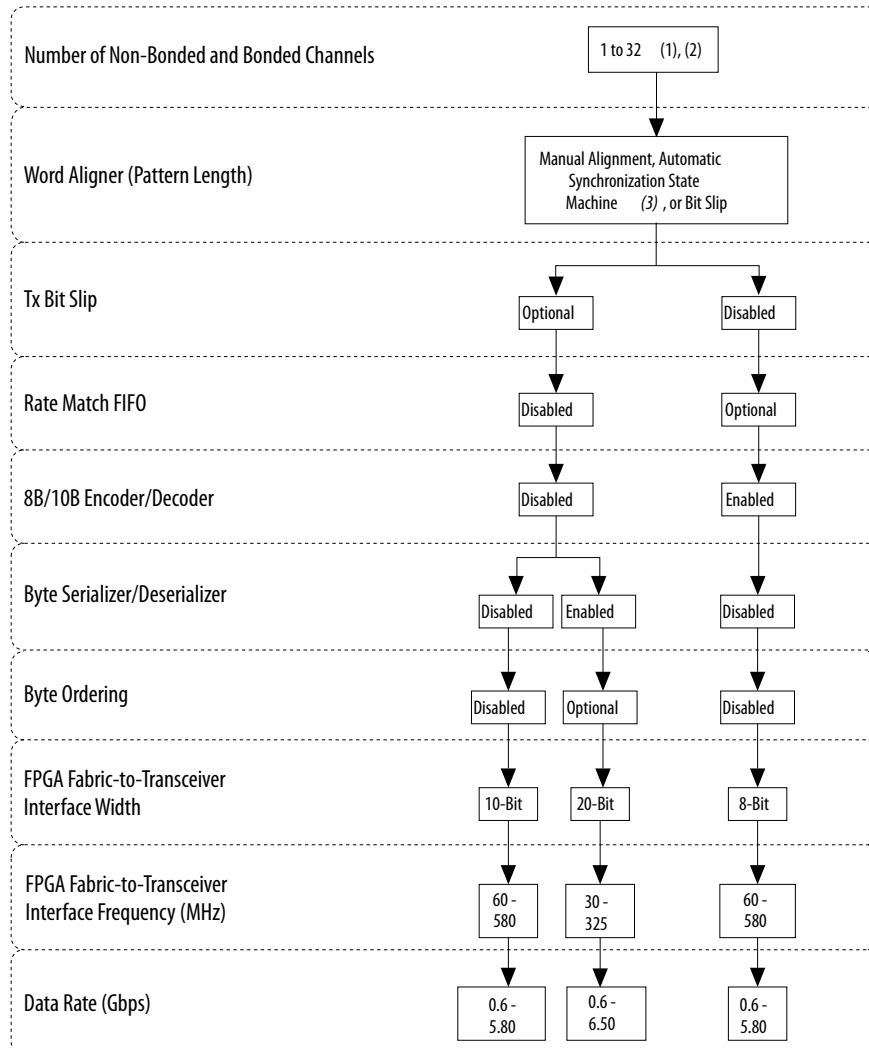 Number of Non-Bonded and Bonded Channels
1 to 32 (1), (2)
Word Aligner (Pattern Length)
Manual Alignment, Automatic
Synchronization State
Machine (3) , or Bit Slip
Tx Bit Slip
Optional
Disabled
Rate Match FIFO
Disabled
Optional
8B/10B Encoder/Decoder
Disabled
Enabled
Byte Serializer/Deserializer
Disabled
Enabled
Disabled
Byte Ordering
Disabled
Optional
Disabled
FPGA Fabric-to-Transceiver
Interface Width
10-Bit
20-Bit
8-Bit
FPGA Fabric-to-Transceiver
Interface Frequency (MHz)
60 -
580
30 -
325
60 -
580
Data Rate (Gbps)
0.6 -
5.80
0.6 -
6.50
0.6 -
5.80